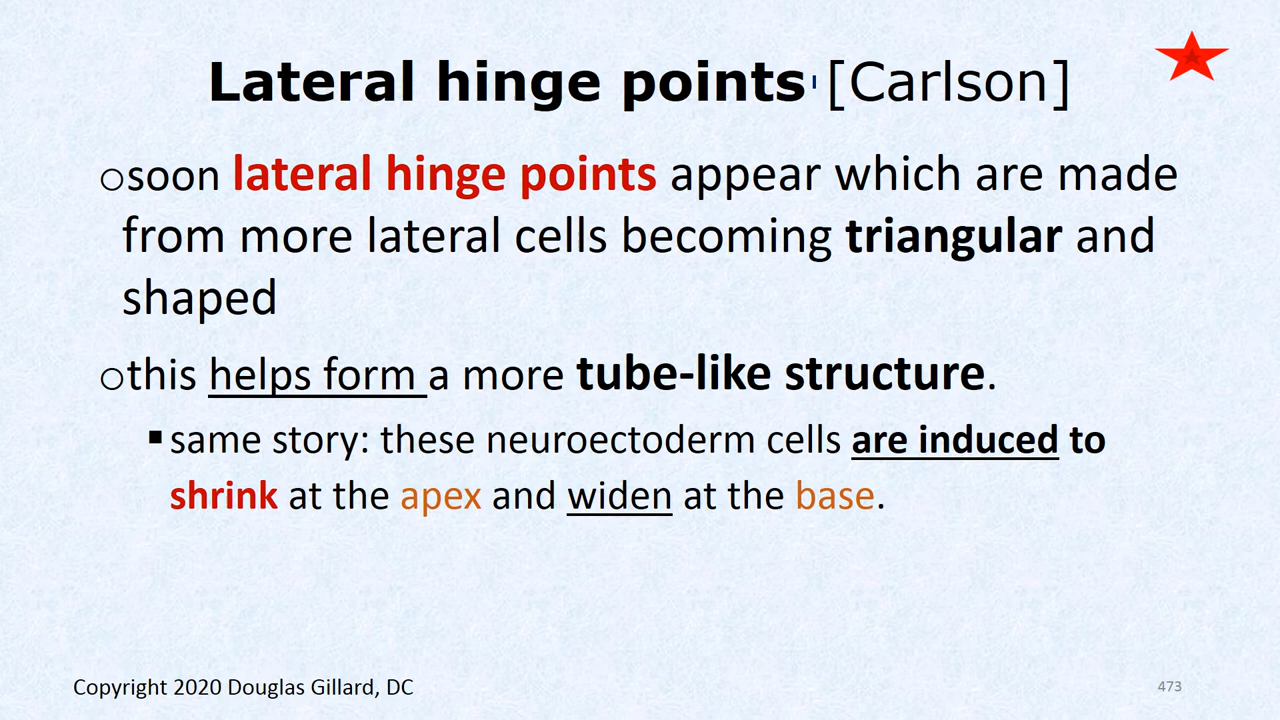 Lateral hinge points [Carlson]
soon lateral hinge points appear which are made
from more lateral cells becoming triangular and
shaped
this helps form a more tube-like structure.
same story: these neuroectoderm cells are induced to
shrink at the apex and widen at the base.
Copyright 2020 Douglas Gillard, DC
473